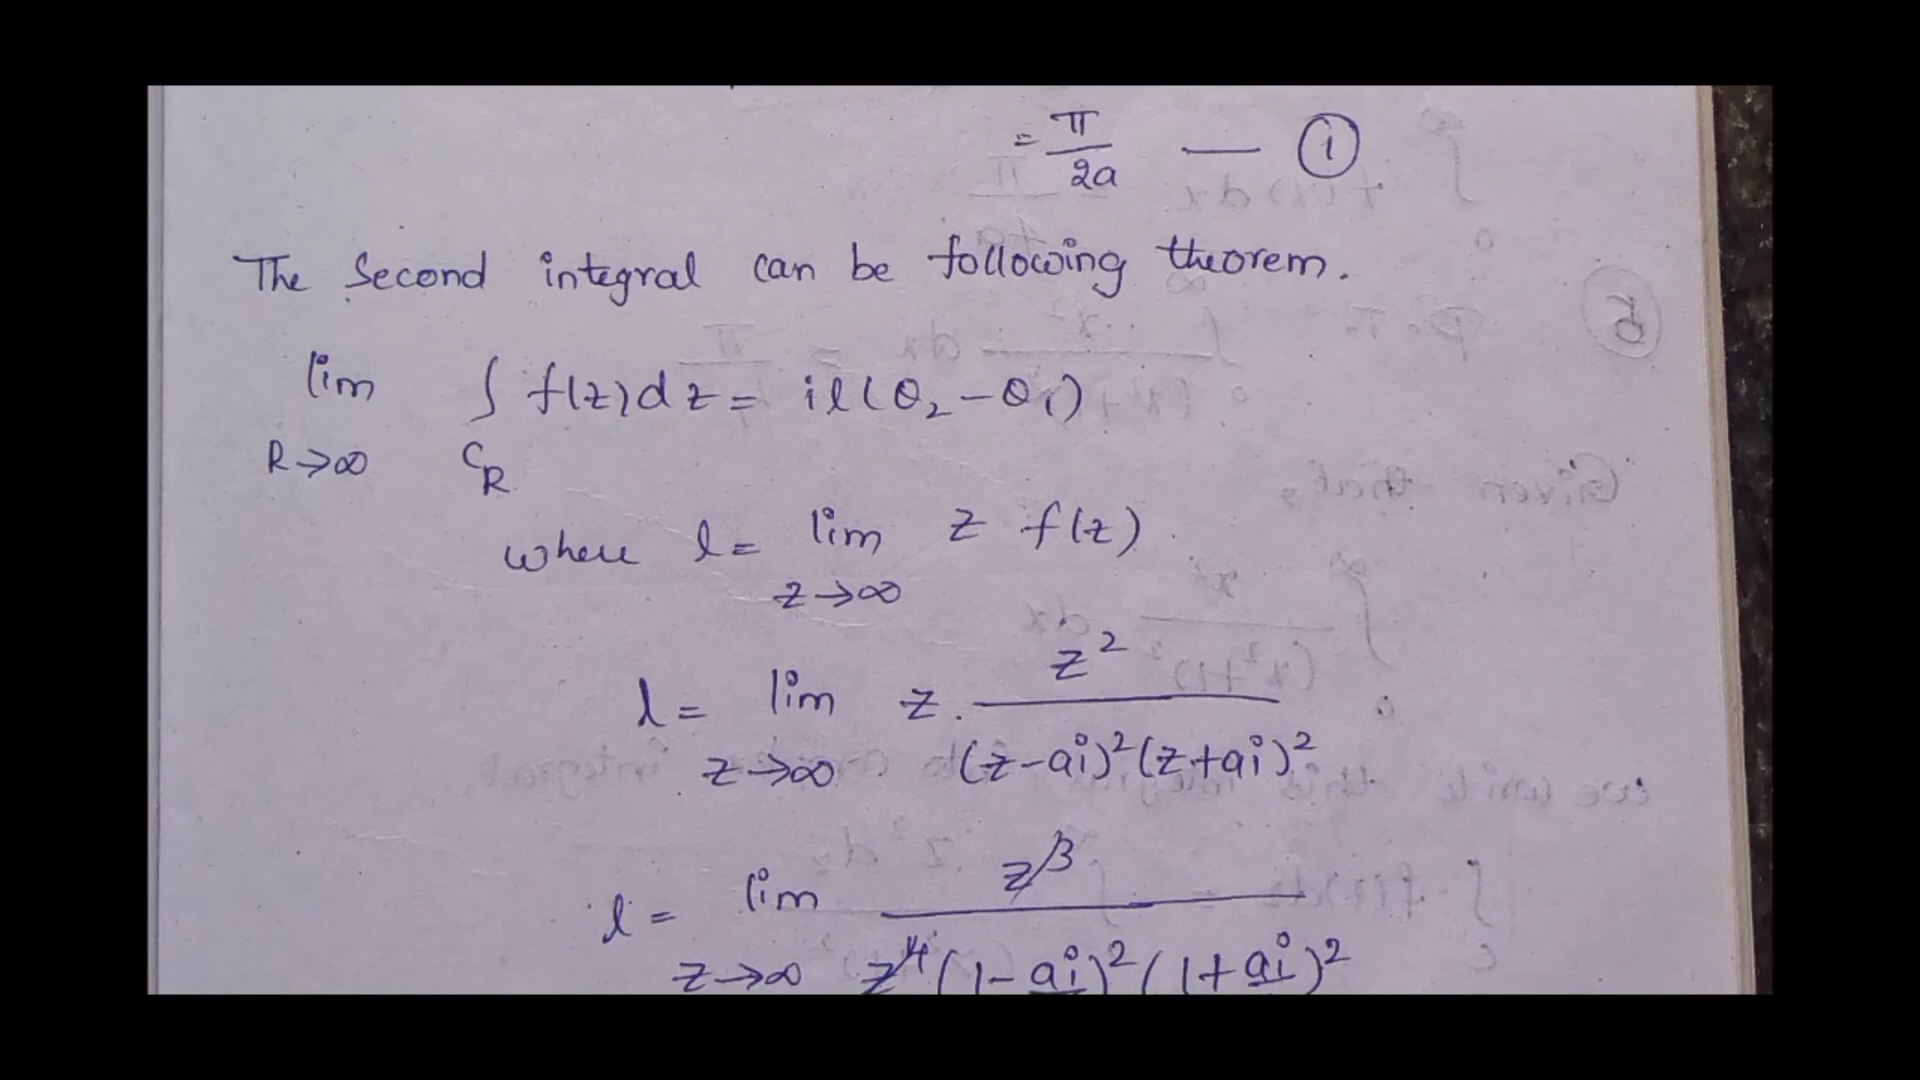 = π/2a — ①
The Second integral can be following theorem.
lim ∫ f(z)dz = il(θ₂-θ₁)
R→∞ C_R
where l = lim z f(z)
z→∞
l = lim z. z²/(z-ai)²(z+ai)²
z→∞
l = lim z³/z⁴(1-ai)²(1+ai)²
z→∞